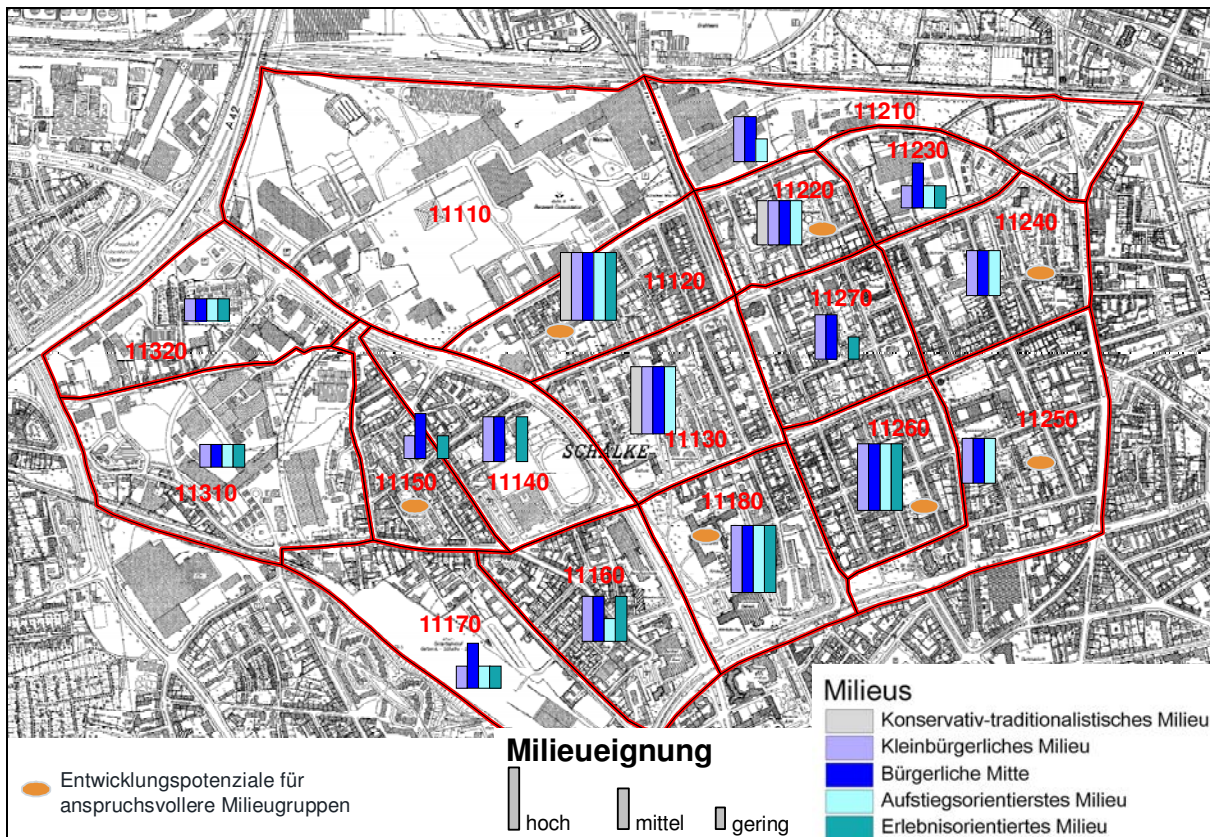 A 42
11210
11230
11220
11240
11110
11120
11270
11320
11250
11260
11130
SCHALKE
11310
11150
11140
11180
11160
11170
Milieus
Konservativ-traditionalistisches Milieu
Kleinbürgerliches Milieu
Bürgerliche Mitte
Aufstiegsorientierstes Milieu
Erlebnisorientiertes Milieu
Milieueignung
hoch
mittel
gering
Entwicklungspotenziale für
anspruchsvollere Milieugruppen